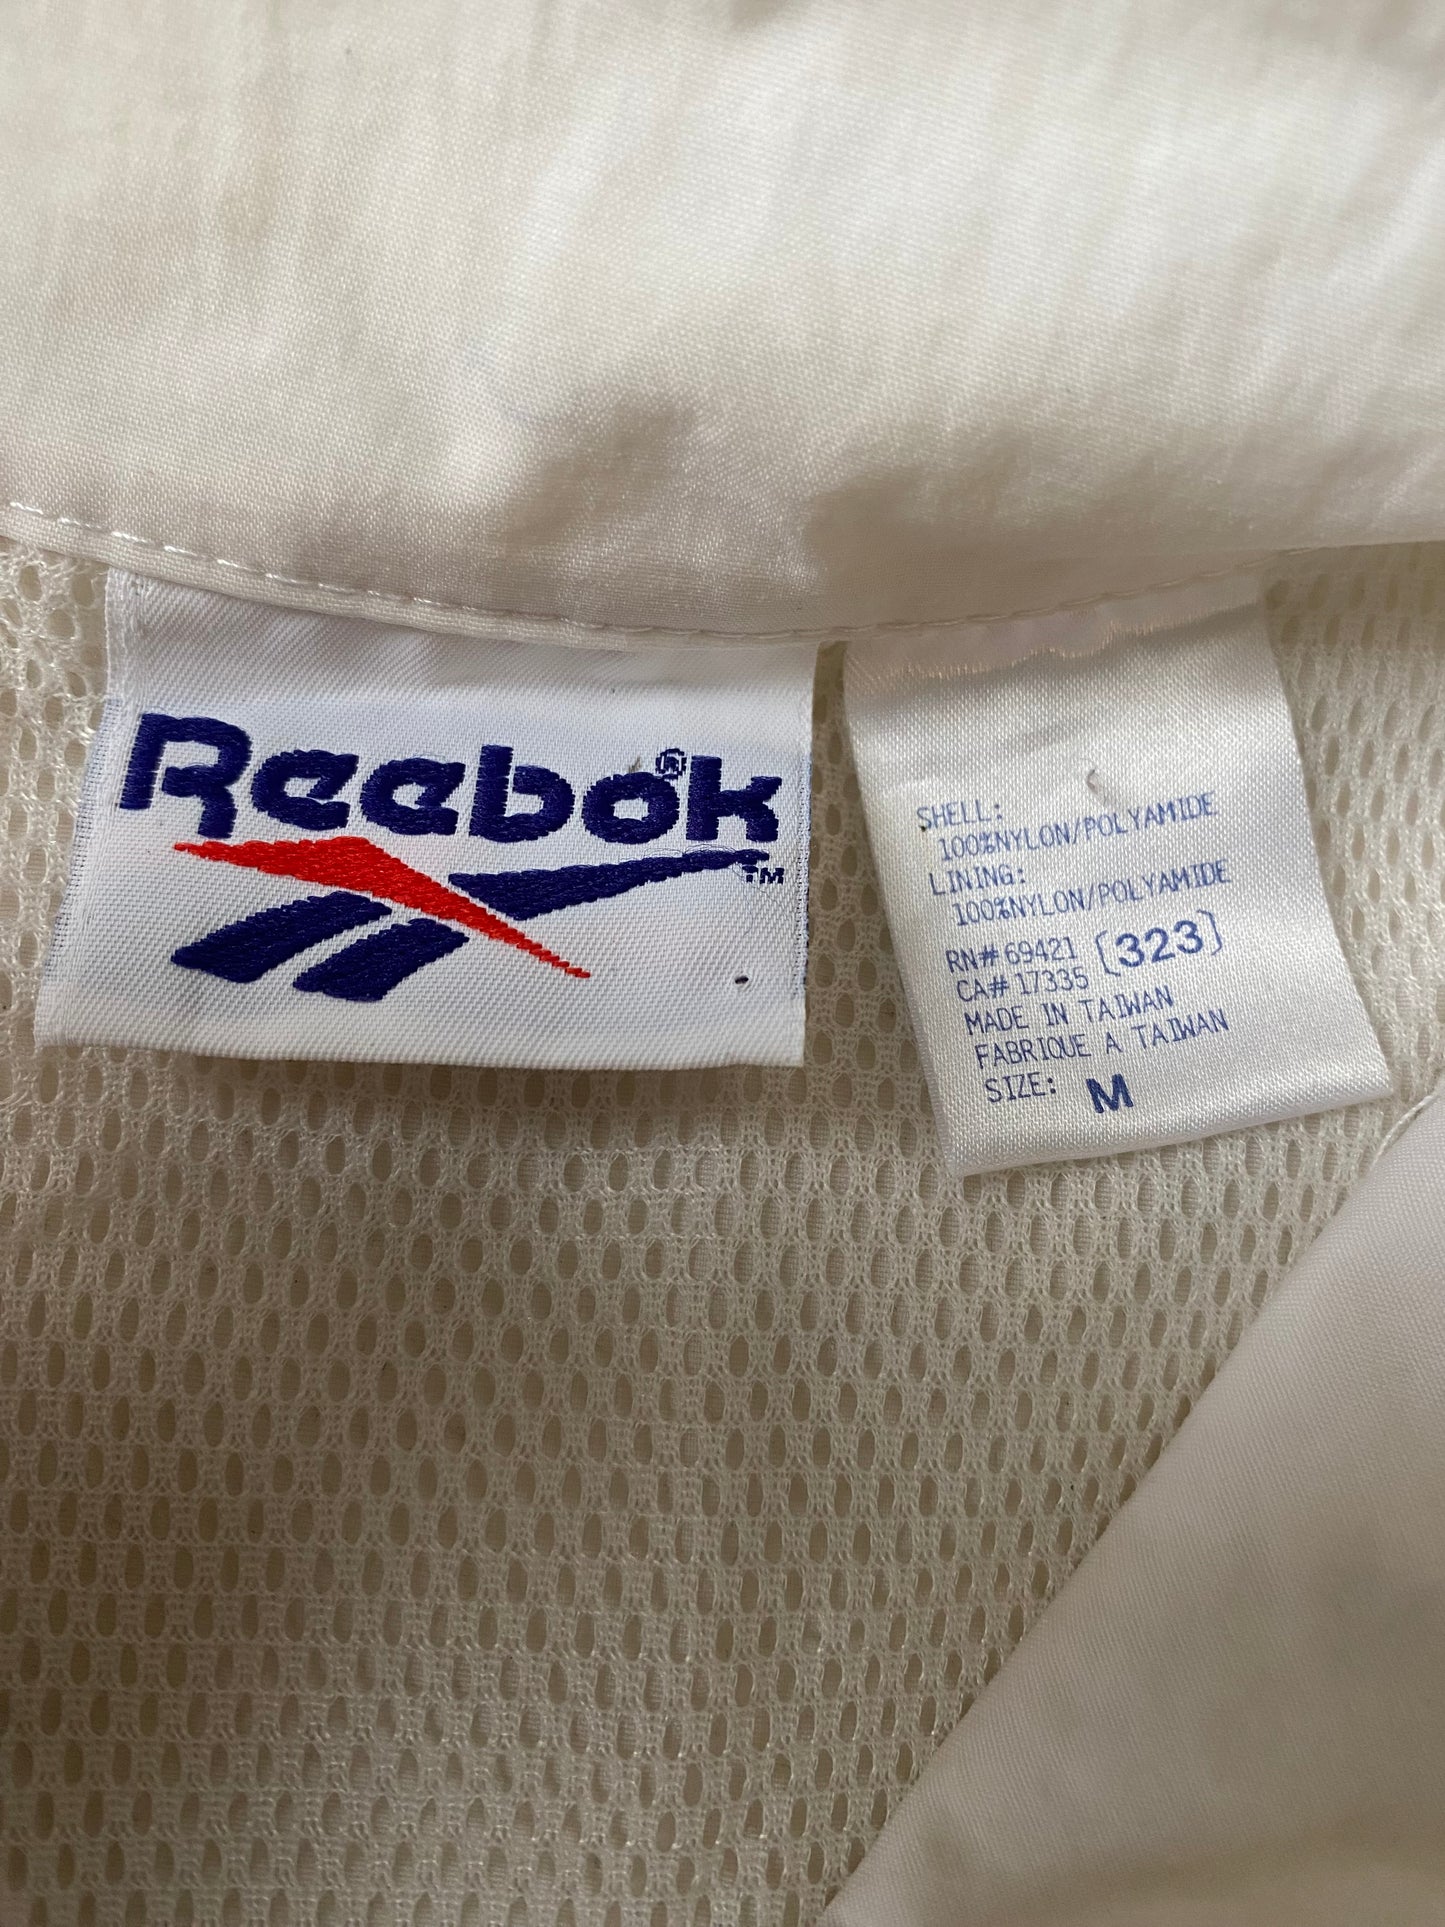 Reebok®
TM
SHELL:
100%NYLON/POLYAMIDE
LINING:
100%NYLON/POLYAMIDE
RN# 69421 [323]
CA# 17335
MADE IN TAIWAN
FABRIQUE A TAIWAN
SIZE: M